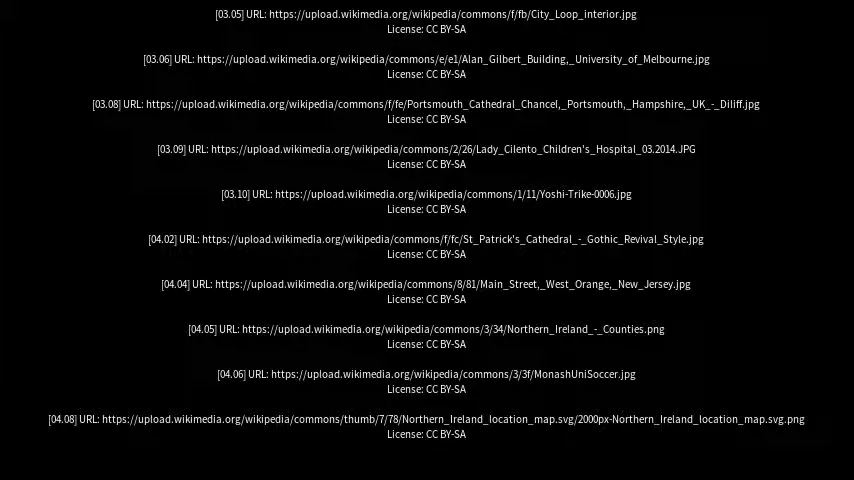 [03.05] URL: https://upload.wikimedia.org/wikipedia/commons/f/fb/City_Loop_interior.jpg
License: CC BY-SA
[03.06] URL: https://upload.wikimedia.org/wikipedia/commons/e/e1/Alan_Gilbert_Building,_University_of_Melbourne.jpg
License: CC BY-SA
[03.08] URL: https://upload.wikimedia.org/wikipedia/commons/f/fe/Portsmouth_Cathedral_Chancel,_Portsmouth,_Hampshire,_UK_-_Diliff.jpg
License: CC BY-SA
[03.09] URL: https://upload.wikimedia.org/wikipedia/commons/2/26/Lady_Cilento_Children's_Hospital_03.2014.JPG
License: CC BY-SA
[03.10] URL: https://upload.wikimedia.org/wikipedia/commons/1/11/Yoshi-Trike-0006.jpg
License: CC BY-SA
[04.02] URL: https://upload.wikimedia.org/wikipedia/commons/f/fc/St_Patrick's_Cathedral_-_Gothic_Revival_Style.jpg
License: CC BY-SA
[04.04] URL: https://upload.wikimedia.org/wikipedia/commons/8/81/Main_Street,_West_Orange,_New_Jersey.jpg
License: CC BY-SA
[04.05] URL: https://upload.wikimedia.org/wikipedia/commons/3/34/Northern_Ireland_-_Counties.png
License: CC BY-SA
[04.06] URL: https://upload.wikimedia.org/wikipedia/commons/3/3f/MonashUniSoccer.jpg
License: CC BY-SA
[04.08] URL: https://upload.wikimedia.org/wikipedia/commons/thumb/7/78/Northern_Ireland_location_map.svg/2000px-Northern_Ireland_location_map.svg.png
License: CC BY-SA